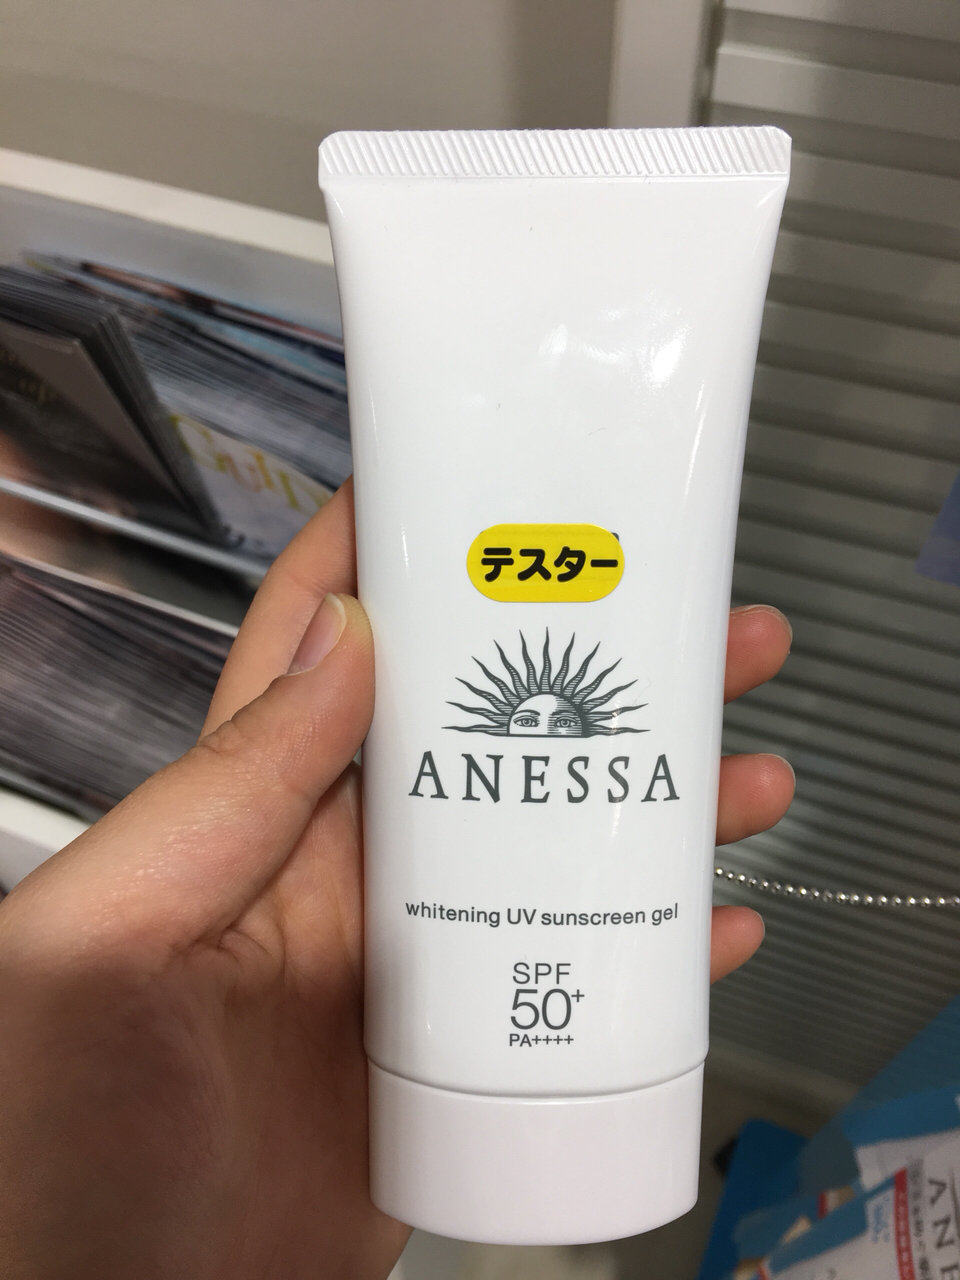 テスター
ANESSA
whitening UV sunscreen gel
SPF
50+
PA++++